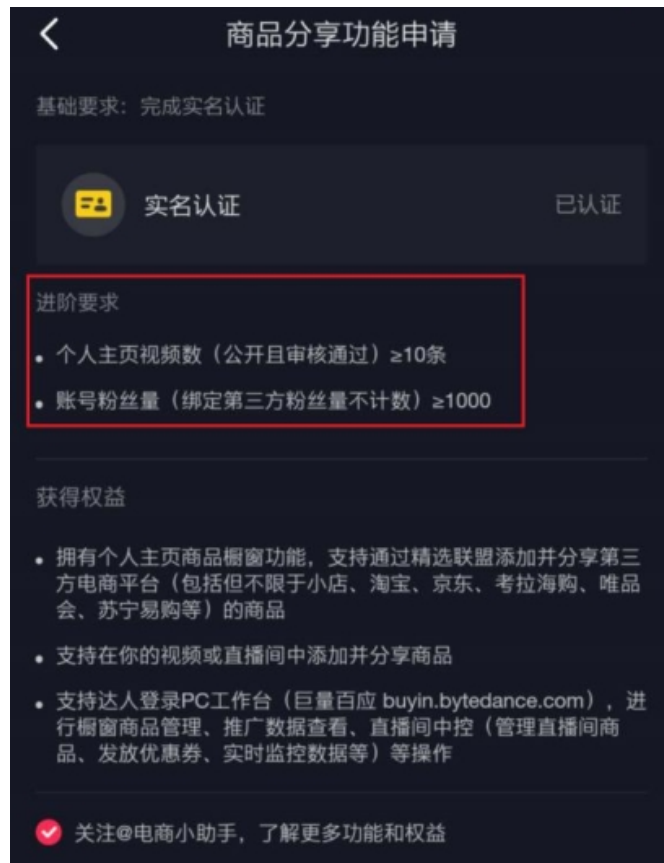 商品分享功能申请
基础要求：完成实名认证
实名认证
已认证
进阶要求
• 个人主页视频数（公开且审核通过）≥10条
• 账号粉丝量（绑定第三方粉丝量不计数）≥1000
获得权益
• 拥有个人主页商品橱窗功能，支持通过精选联盟添加并分享第三
方电商平台（包括但不限于小店、淘宝、京东、考拉海购、唯品
会、苏宁易购等）的商品
• 支持在你的视频或直播间中添加并分享商品
• 支持达人登录PC工作台（巨量百应 buyin.bytedance.com），进
行橱窗商品管理、推广数据查看、直播间中控（管理直播间商
品、发放优惠券、实时监控数据等）等操作
关注@电商小助手，了解更多功能和权益